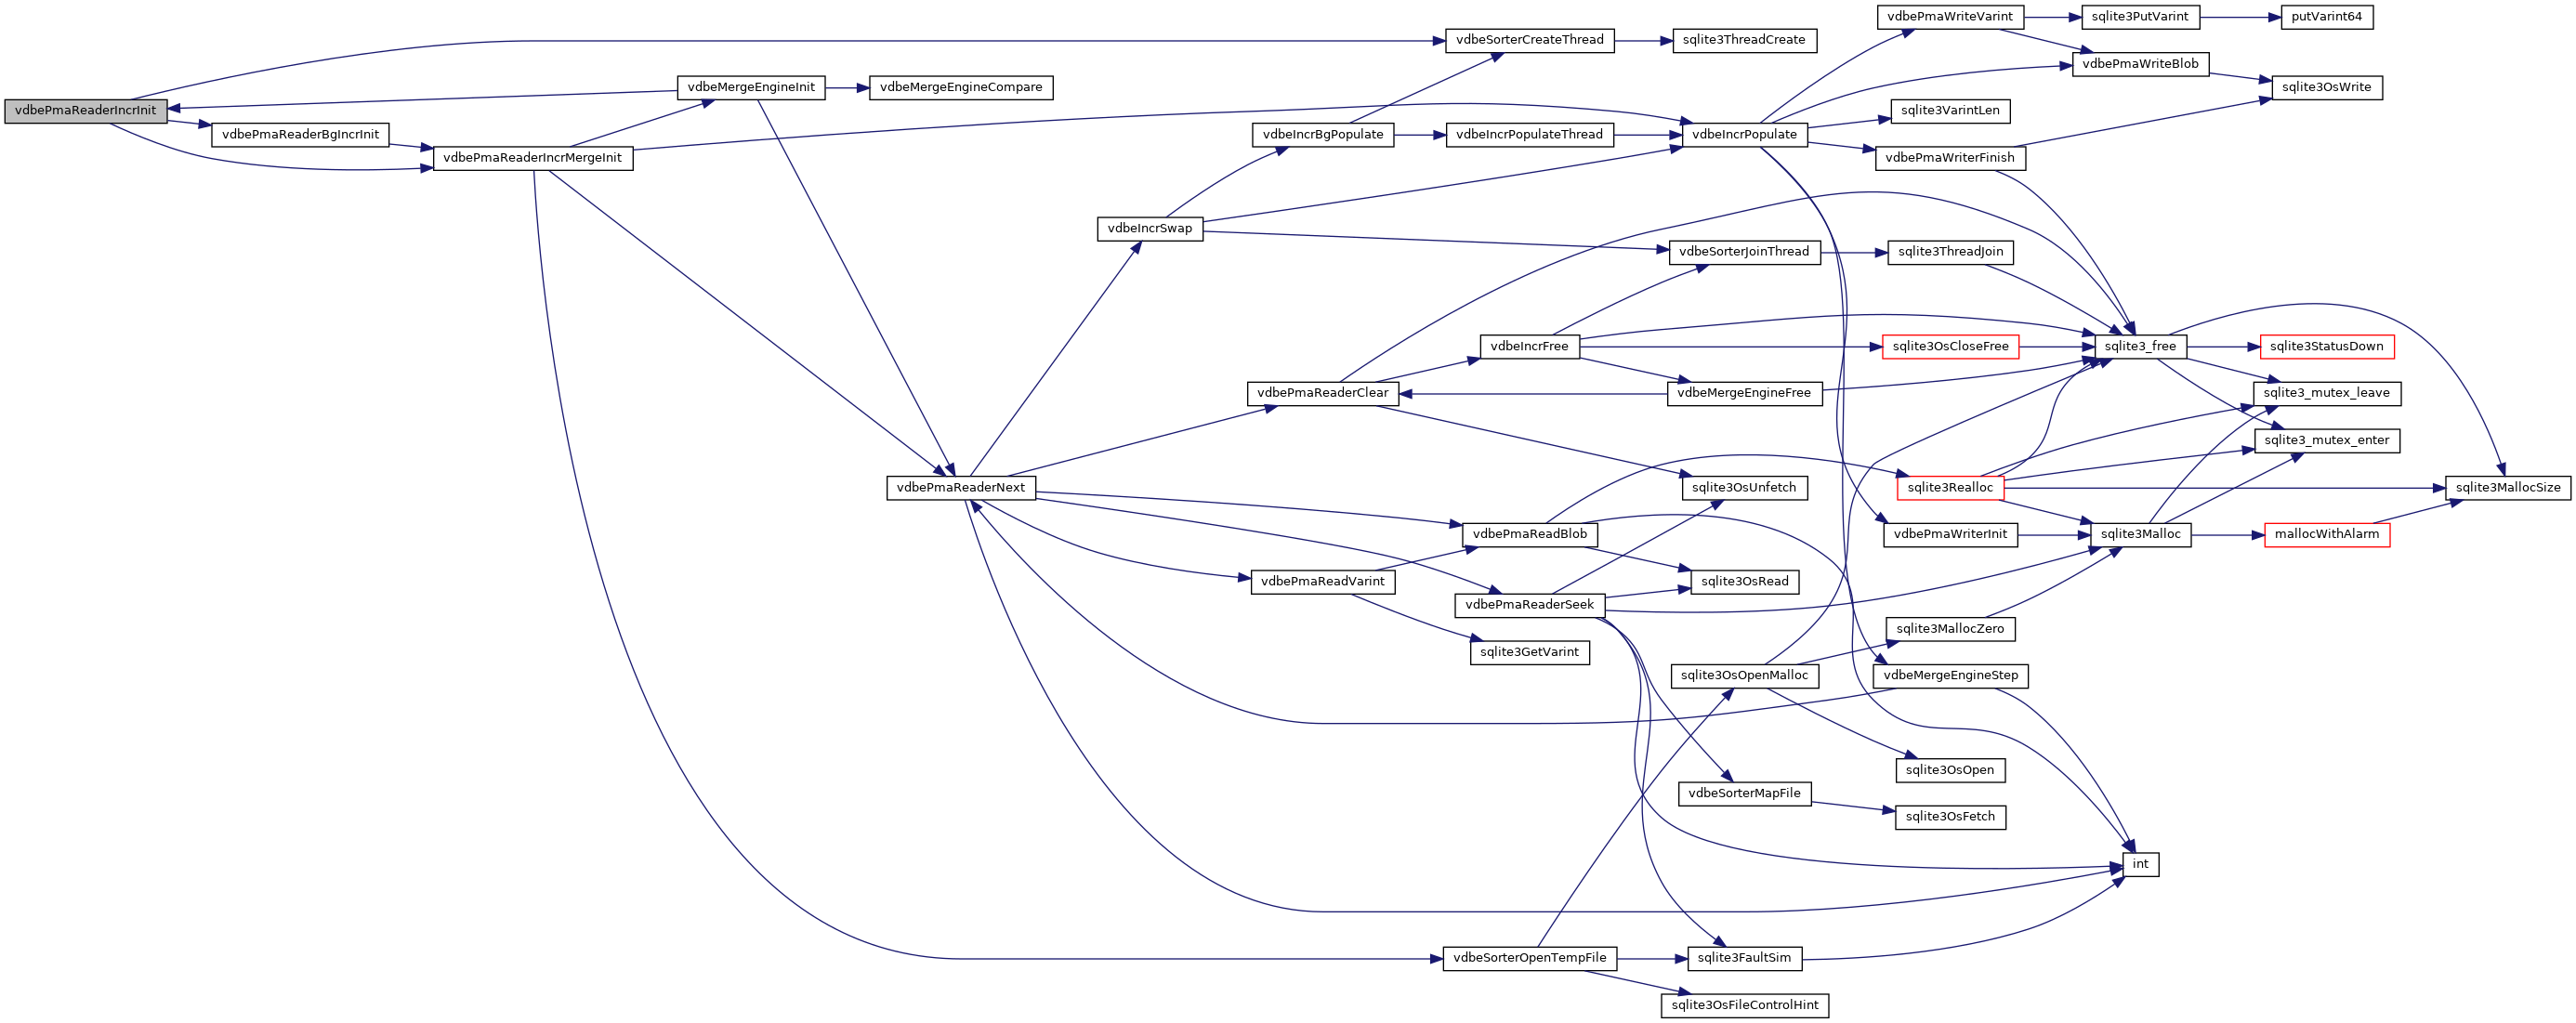 vdbePmaReaderIncrInit
vdbePmaReaderBgIncrInit
vdbePmaReaderIncrMergeInit
vdbeMergeEngineInit
vdbeMergeEngineCompare
vdbePmaReaderNext
vdbeIncrSwap
vdbeSorterCreateThread
sqlite3ThreadCreate
vdbeIncrBgPopulate
vdbeIncrPopulateThread
vdbeIncrPopulate
vdbePmaWriteVarint
sqlite3PutVarint
putVarint64
vdbePmaWriteBlob
sqlite3OsWrite
sqlite3VarintLen
vdbePmaWriterFinish
vdbeSorterJoinThread
sqlite3ThreadJoin
vdbeIncrFree
sqlite3OsCloseFree
sqlite3_free
sqlite3StatusDown
vdbePmaReaderClear
vdbeMergeEngineFree
sqlite3_mutex_leave
sqlite3_mutex_enter
sqlite3OsUnfetch
sqlite3Realloc
sqlite3MallocSize
vdbePmaReadBlob
vdbePmaWriterInit
sqlite3Malloc
mallocWithAlarm
vdbePmaReadVarint
sqlite3OsRead
vdbePmaReaderSeek
sqlite3MallocZero
sqlite3GetVarint
sqlite3OsOpenMalloc
vdbeMergeEngineStep
sqlite3OsOpen
vdbeSorterMapFile
sqlite3OsFetch
int
vdbeSorterOpenTempFile
sqlite3FaultSim
sqlite3OsFileControlHint